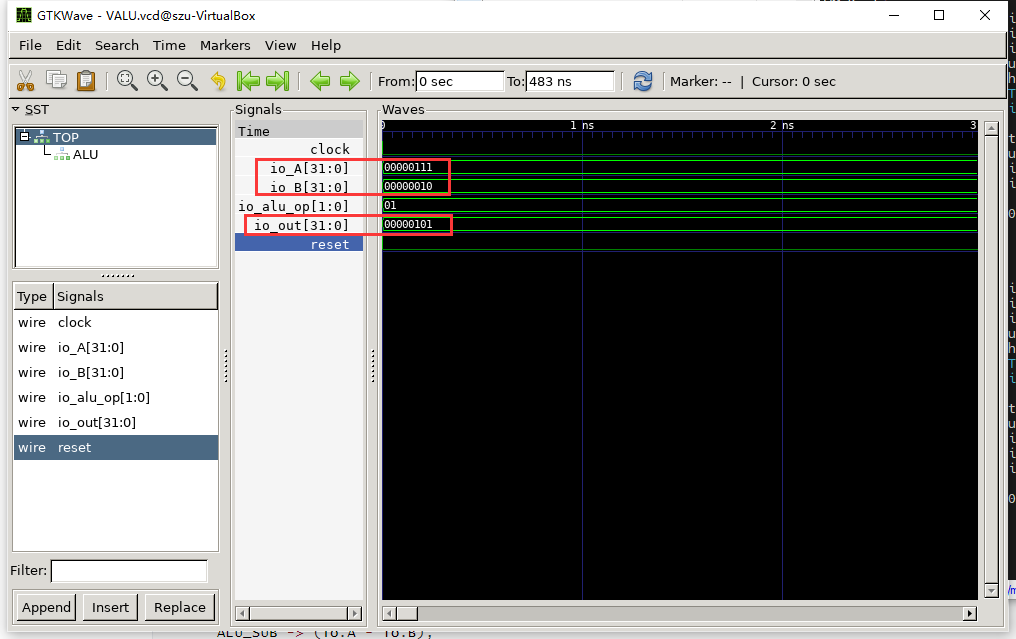 GTKWave - VALU.vcd@szu-VirtualBox
File Edit Search Time Markers View Help
From: 0 sec To: 483 ns Marker: -- | Cursor: 0 sec
SST
TOP
ALU
Type Signals
wire clock
wire io_A[31:0]
wire io_B[31:0]
wire io_alu_op[1:0]
wire io_out[31:0]
wire reset
Filter:
Append Insert Replace
Signals
Time
clock
io_A[31:0]
io_B[31:0]
io_alu_op[1:0]
io_out[31:0]
reset
Waves
0 1 ns 2 ns 3
00000111
00000010
01
00000101
ALU_SUB -> (io.A - io.B),